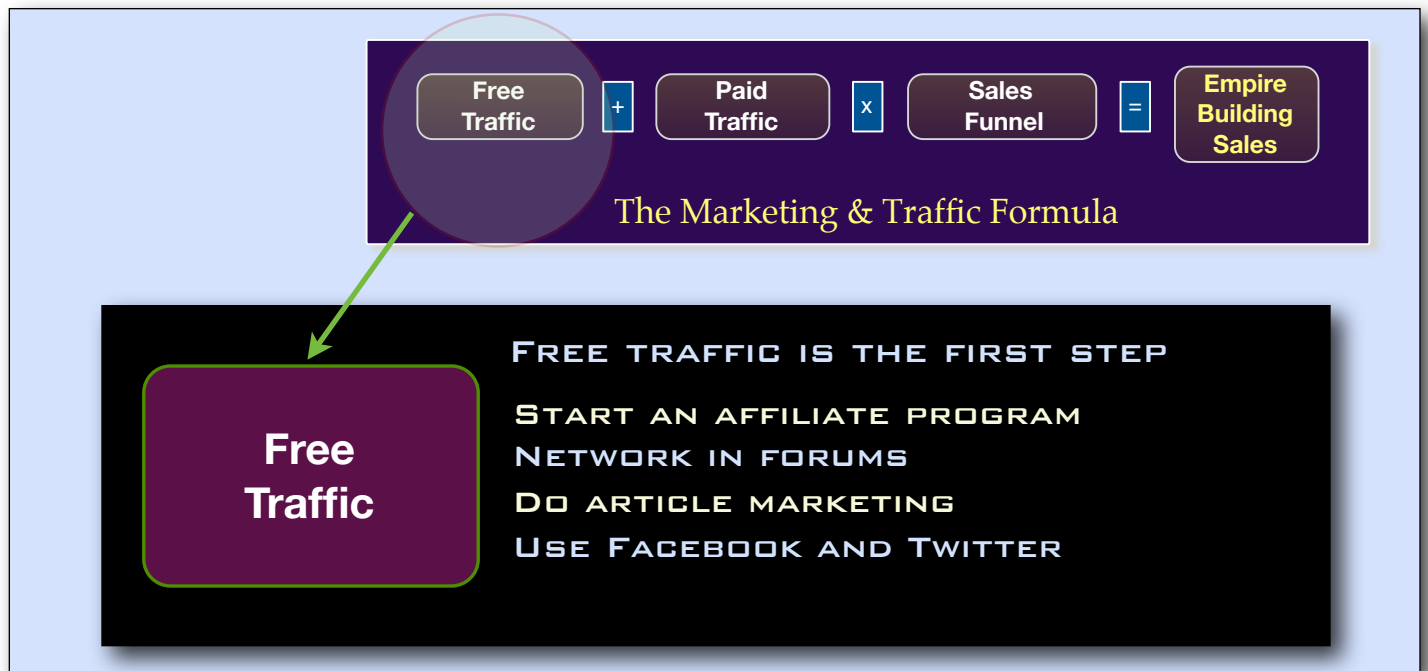 Free
Traffic
+
Paid
Traffic
x
Sales
Funnel
=
Empire
Building
Sales
The Marketing & Traffic Formula
Free
Traffic
Free traffic is the first step
Start an affiliate program
Network in forums
Do article marketing
Use Facebook and Twitter